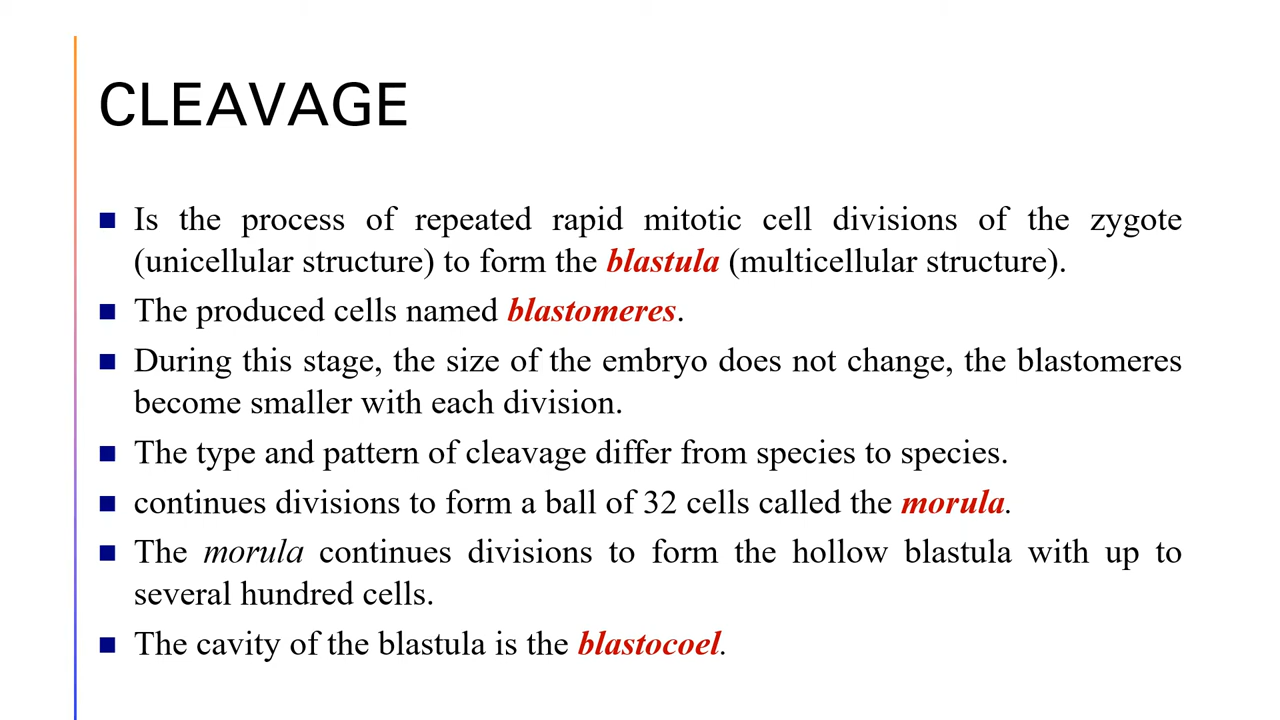 CLEAVAGE
Is the process of repeated rapid mitotic cell divisions of the zygote
(unicellular structure) to form the blastula (multicellular structure).
The produced cells named blastomeres.
During this stage, the size of the embryo does not change, the blastomeres
become smaller with each division.
The type and pattern of cleavage differ from species to species.
continues divisions to form a ball of 32 cells called the morula.
The morula continues divisions to form the hollow blastula with up to
several hundred cells.
The cavity of the blastula is the blastocoel.